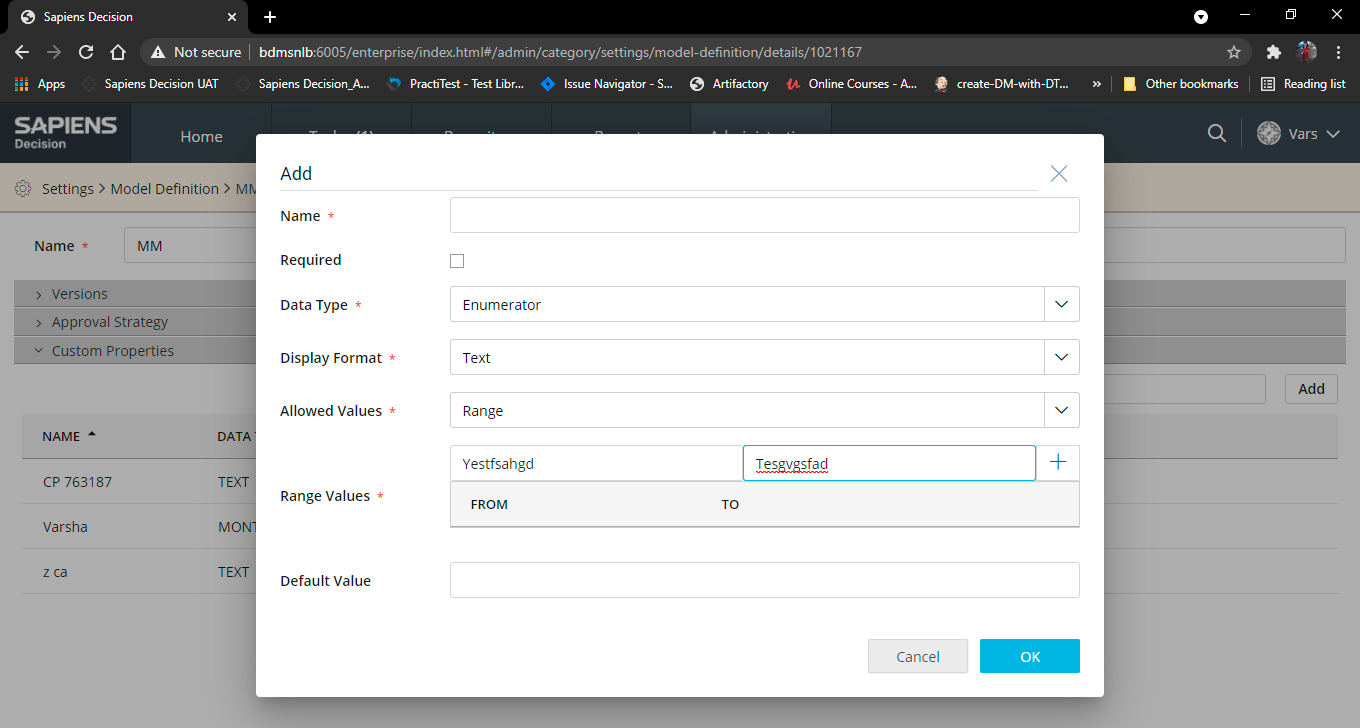 Sapiens Decision
Not secure bdmsnlb:6005/enterprise/index.html#/admin/category/settings/model-definition/details/1021167
Apps Sapiens Decision UAT Sapiens Decision_A... PractiTest - Test Libr... Issue Navigator - S... Artifactory Online Courses - A... create-DM-with-DT... » Other bookmarks Reading list
SAPIENS
Decision
Home
Vars
Settings > Model Definition > MM
Add
Name *
Required
Data Type * Enumerator
Display Format * Text
Allowed Values * Range
Yestfsahgd Tesgvgsfad
Range Values *
FROM TO
Default Value
Cancel OK
Name * MM
Versions
Approval Strategy
Custom Properties
Add
NAME DATA
CP 763187 TEXT
Varsha MONT
z ca TEXT